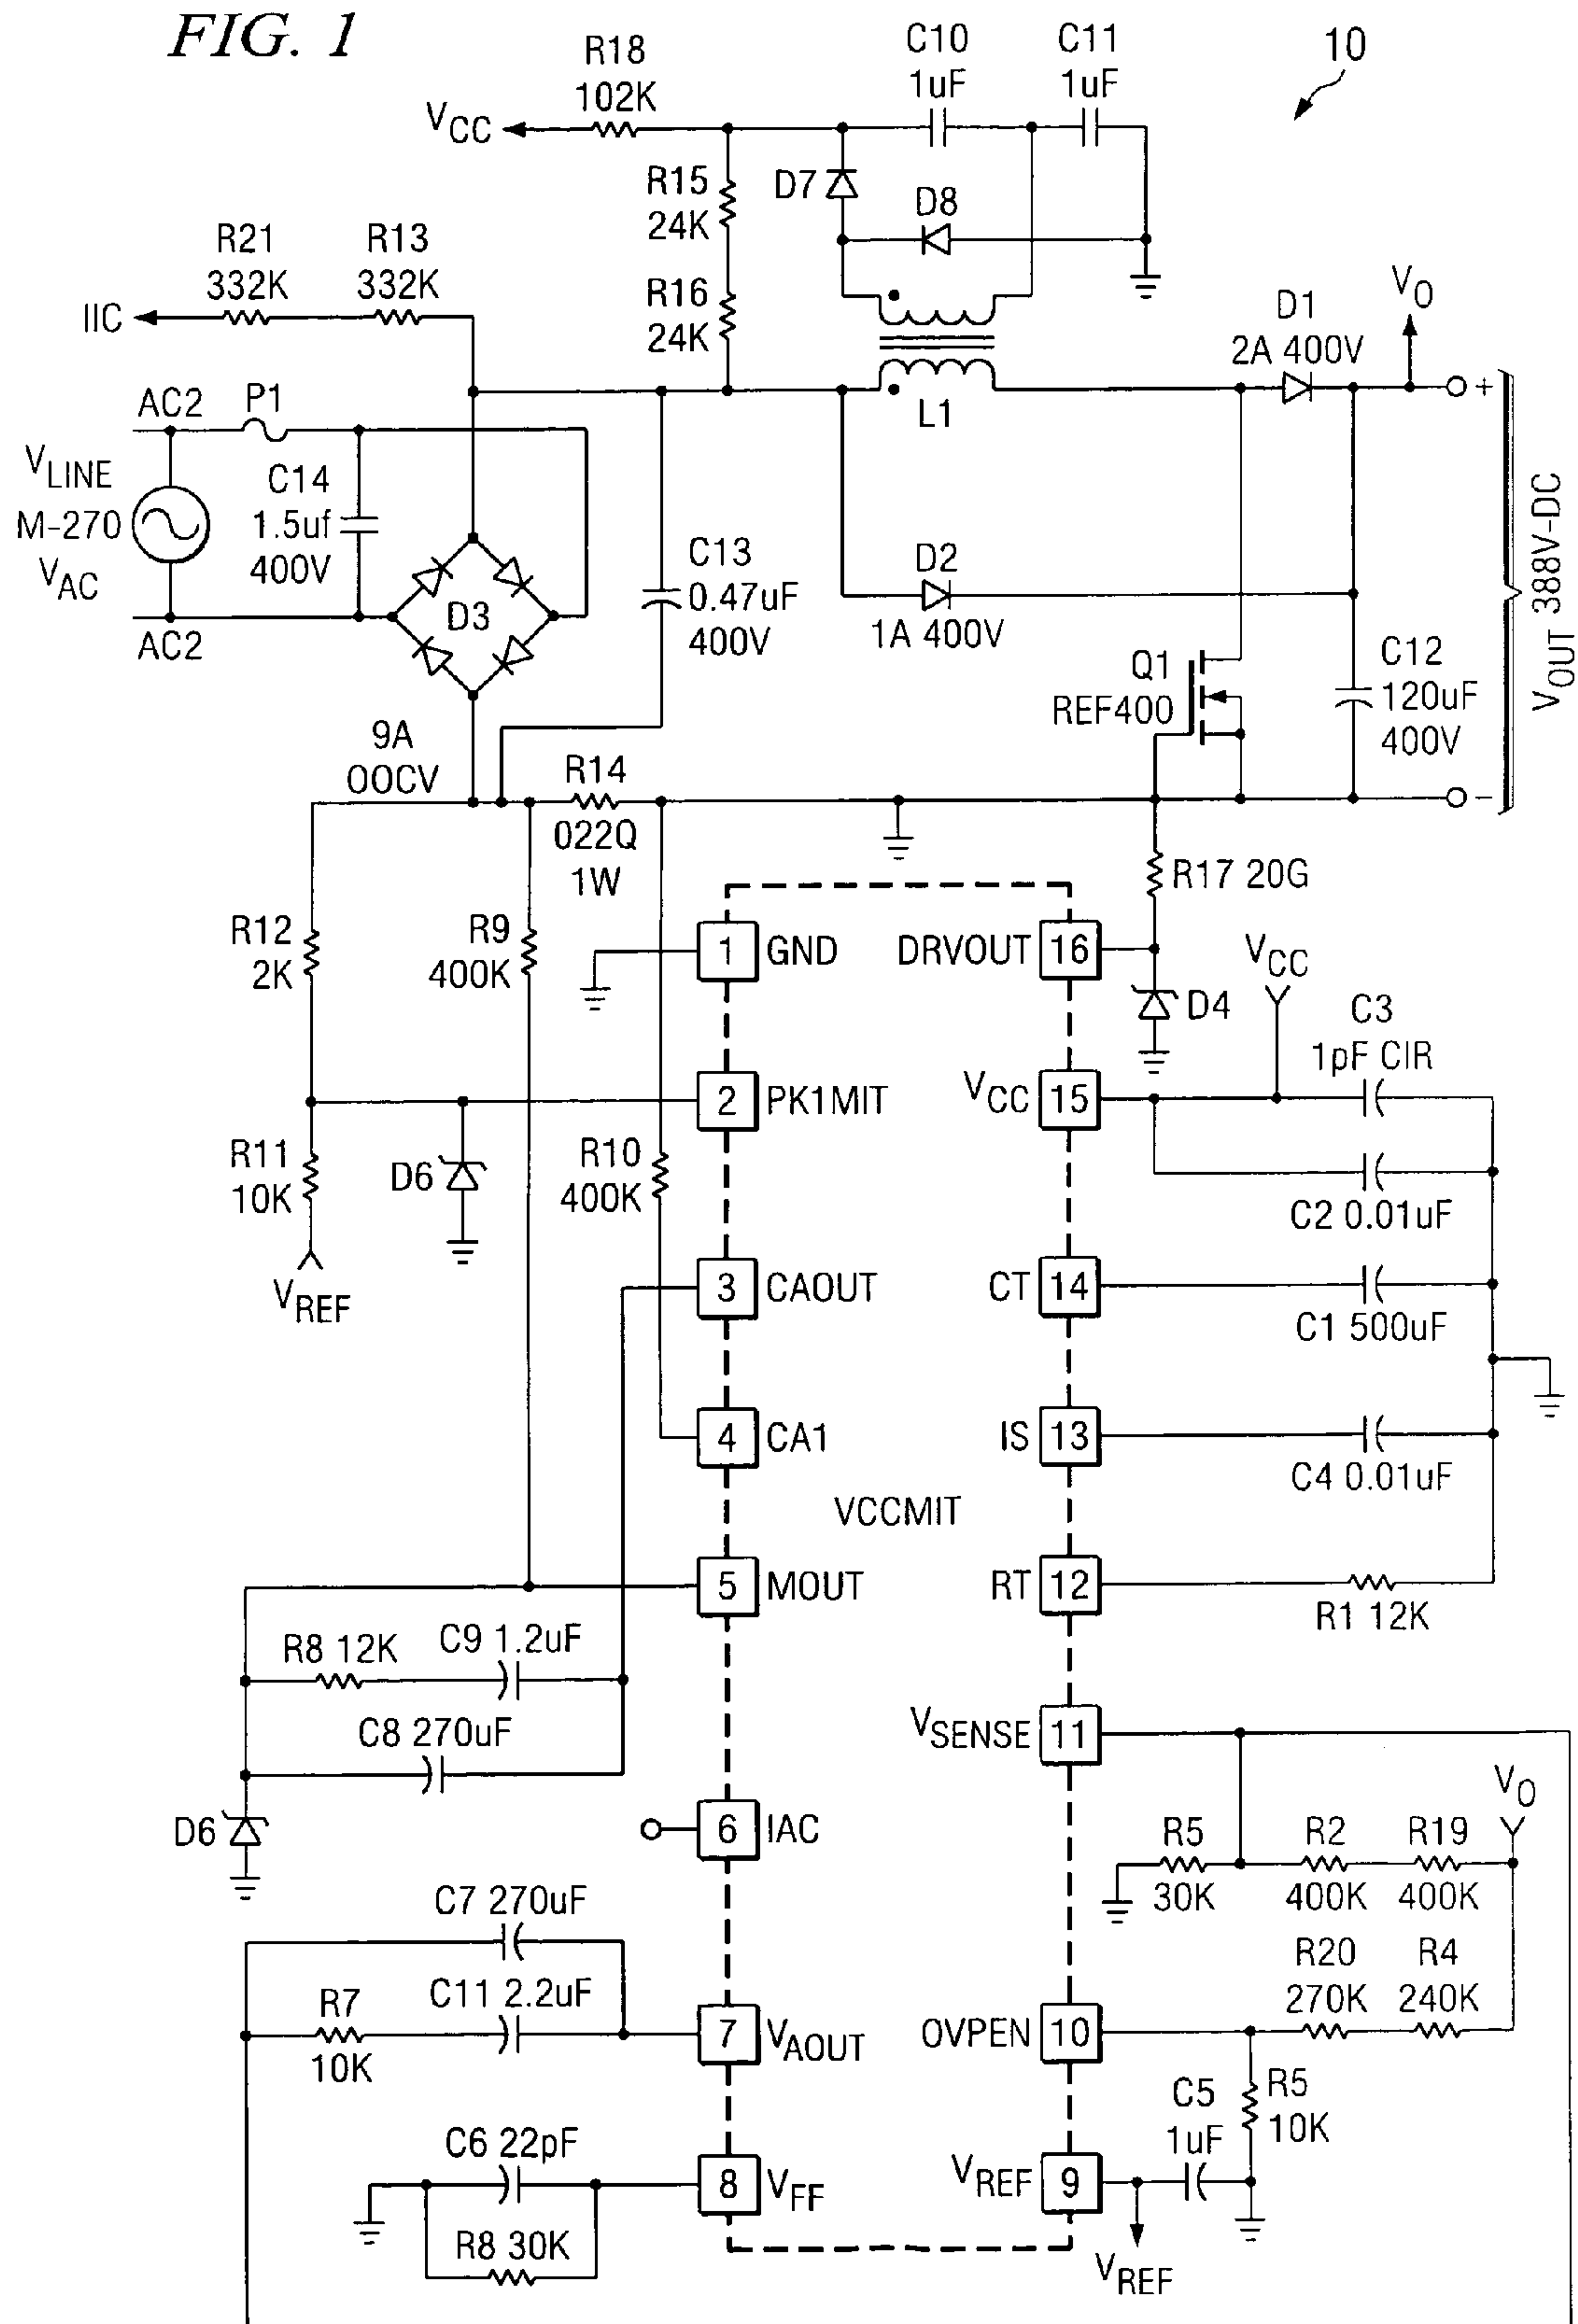 FIG. 1
10
R18
102K
C10
1uF
C11
1uF
VCC
R15
24K
D7
D8
R21
332K
R13
332K
R16
24K
IIC
VO
D1
2A 400V
AC2
P1
L1
+
VLINE
M-270
VAC
C14
1.5uf
400V
D3
C13
0.47uF
400V
D2
1A 400V
AC2
VOUT 388V-DC
Q1
REF400
C12
120uF
400V
9A
OOCV
R14
022Q
1W
−
R17 20G
R12
2K
R9
400K
1
GND
DRVOUT
16
VCC
D4
C3
1pF CIR
2
PK1MIT
VCC
15
R11
10K
D6
R10
400K
C2 0.01uF
VREF
3
CAOUT
CT
14
C1 500uF
4
CA1
IS
13
C4 0.01uF
VCCMIT
5
MOUT
RT
12
R1 12K
R8 12K
C9 1.2uF
C8 270uF
VSENSE
11
D6
6
IAC
VO
R5
30K
R2
400K
R19
400K
C7 270uF
R20
270K
R4
240K
R7
10K
C11 2.2uF
7
VAOUT
OVPEN
10
C5
1uF
R5
10K
C6 22pF
8
VFF
VREF
9
R8 30K
VREF